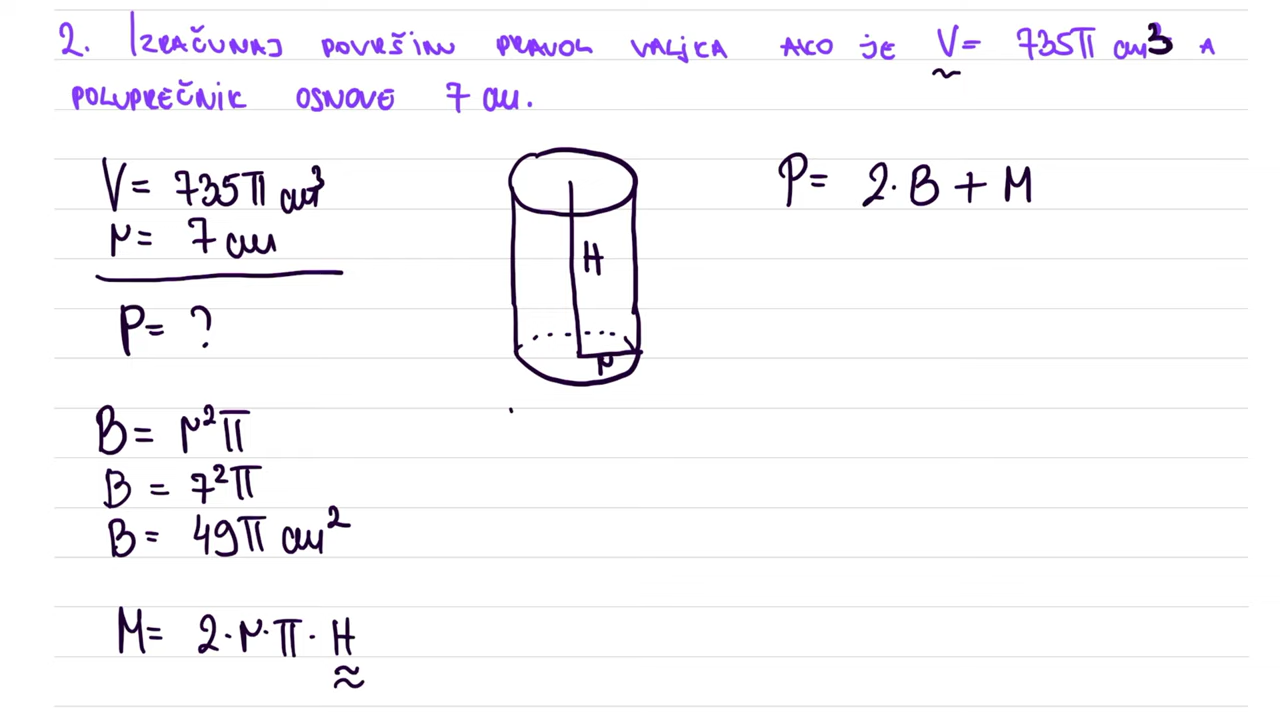 2. IZRAČUNAJ POVRŠINU PRAVOG VALJKA AKO JE V= 735π cm³ A
POLUPREČNIK OSNOVE 7 cm.
V= 735π cm³
r= 7 cm
P= ?
H
r
P= 2·B + M
B= r²π
B = 7²π
B= 49π cm²
M= 2·r·π·H